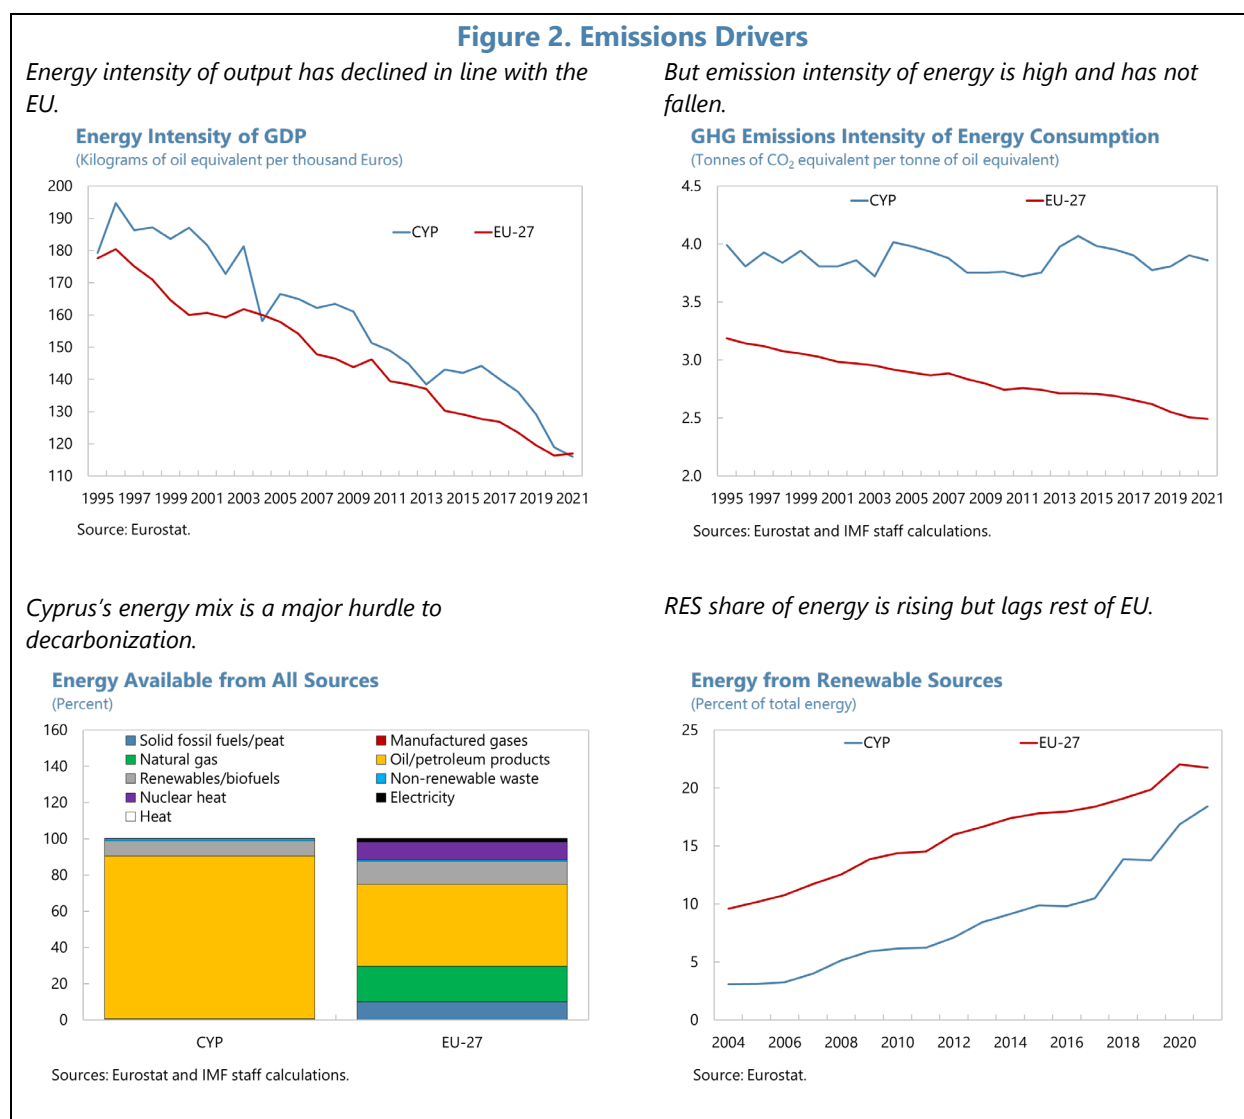 Figure 2. Emissions Drivers
Energy intensity of output has declined in line with the
EU.
Energy Intensity of GDP
(Kilograms of oil equivalent per thousand Euros)
200
190
180
170
160
150
140
130
120
110
CYP
EU-27
1995 1997 1999 2001 2003 2005 2007 2009 2011 2013 2015 2017 2019 2021
Source: Eurostat.
But emission intensity of energy is high and has not
fallen.
GHG Emissions Intensity of Energy Consumption
(Tonnes of CO₂ equivalent per tonne of oil equivalent)
4.5
4.0
3.5
3.0
2.5
2.0
CYP
EU-27
1995 1997 1999 2001 2003 2005 2007 2009 2011 2013 2015 2017 2019 2021
Sources: Eurostat and IMF staff calculations.
Cyprus’s energy mix is a major hurdle to
decarbonization.
Energy Available from All Sources
(Percent)
160
140
120
100
80
60
40
20
0
Solid fossil fuels/peat
Manufactured gases
Natural gas
Oil/petroleum products
Renewables/biofuels
Non-renewable waste
Nuclear heat
Electricity
Heat
CYP
EU-27
Sources: Eurostat and IMF staff calculations.
RES share of energy is rising but lags rest of EU.
Energy from Renewable Sources
(Percent of total energy)
25
20
15
10
5
0
CYP
EU-27
2004 2006 2008 2010 2012 2014 2016 2018 2020
Source: Eurostat.